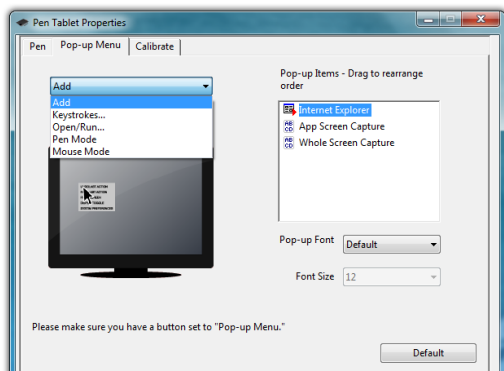 Pen Tablet Properties
Pen
Pop-up Menu
Calibrate
Add
Add
Keystrokes...
Open/Run...
Pen Mode
Mouse Mode
Pop-up Items - Drag to rearrange
order
Internet Explorer
App Screen Capture
Whole Screen Capture
Pop-up Font
Default
Font Size
12
Please make sure you have a button set to "Pop-up Menu."
Default